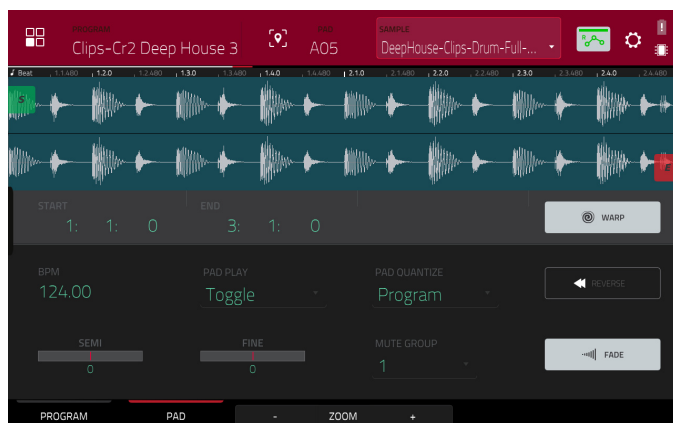 PROGRAM
Clips-Cr2 Deep House 3
PAD
A05
SAMPLE
DeepHouse-Clips-Drum-Full-...
R
!
Beat 1.1.480 1.2.0 1.2.480 1.3.0 1.3.480 1.4.0 1.4.480 2.1.0 2.1.480 2.2.0 2.2.480 2.3.0 2.3.480 2.4.0 2.4.480
S
E
START
1: 1: 0
END
3: 1: 0
WARP
BPM
124.00
PAD PLAY
Toggle
PAD QUANTIZE
Program
REVERSE
SEMI
0
FINE
0
MUTE GROUP
1
FADE
PROGRAM PAD - ZOOM +